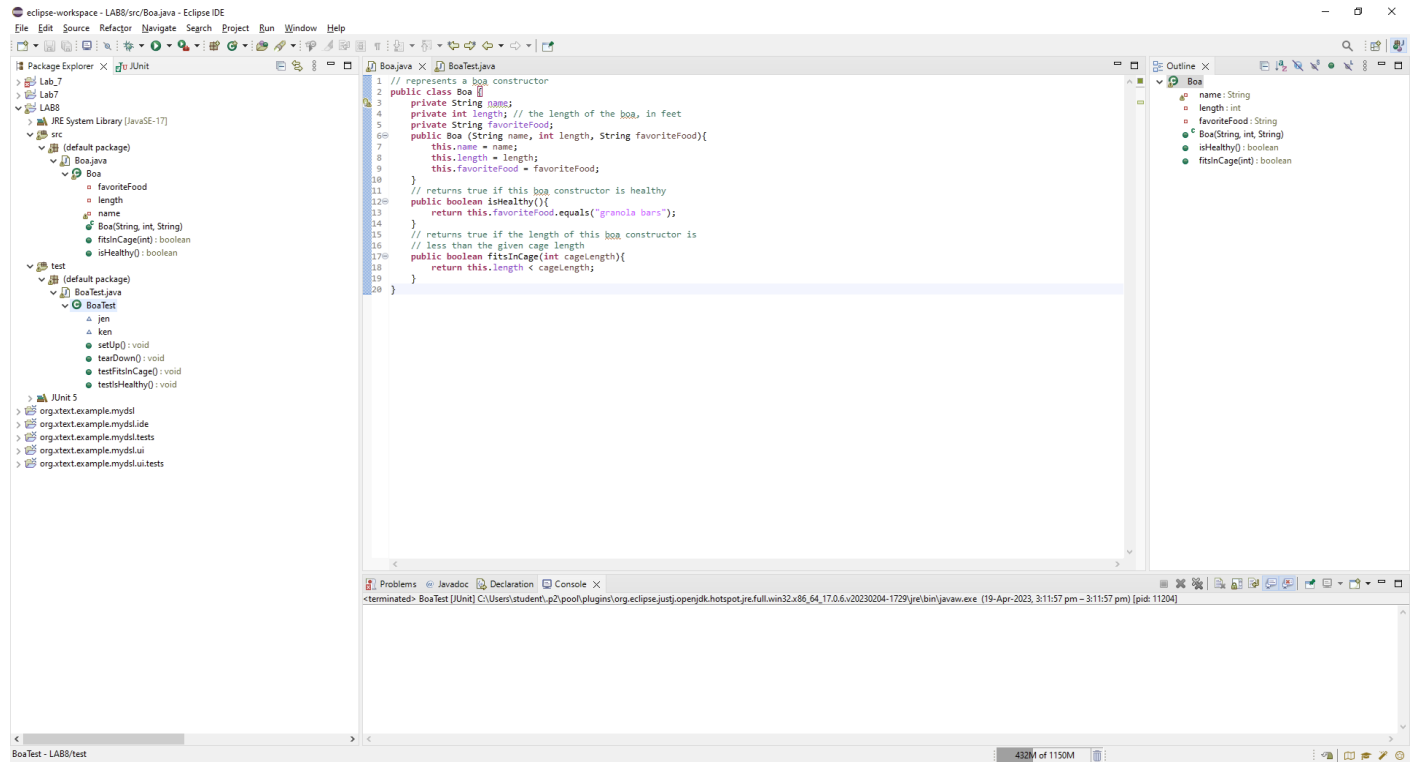 eclipse-workspace - LAB8/src/Boa.java - Eclipse IDE
File Edit Source Refactor Navigate Search Project Run Window Help
Package Explorer
JUnit
Lab_7
Lab7
LAB8
JRE System Library [JavaSE-17]
src
(default package)
Boa.java
Boa
favoriteFood
length
name
Boa(String, int, String)
fitsInCage(int) : boolean
isHealthy() : boolean
test
(default package)
BoaTest.java
BoaTest
jen
ken
setUp() : void
tearDown() : void
testFitsInCage() : void
testIsHealthy() : void
JUnit 5
org.xtext.example.mydsl
org.xtext.example.mydsl.ide
org.xtext.example.mydsl.tests
org.xtext.example.mydsl.ui
org.xtext.example.mydsl.ui.tests
Boa.java
BoaTest.java
1 // represents a boa constructor
2 public class Boa {
3 private String name;
4 private int length; // the length of the boa, in feet
5 private String favoriteFood;
6 public Boa (String name, int length, String favoriteFood){
7 this.name = name;
8 this.length = length;
9 this.favoriteFood = favoriteFood;
10 }
11 // returns true if this boa constructor is healthy
12 public boolean isHealthy(){
13 return this.favoriteFood.equals("granola bars");
14 }
15 // returns true if the length of this boa constructor is
16 // less than the given cage length
17 public boolean fitsInCage(int cageLength){
18 return this.length < cageLength;
19 }
20 }
Outline
Boa
name : String
length : int
favoriteFood : String
Boa(String, int, String)
isHealthy() : boolean
fitsInCage(int) : boolean
Problems
Javadoc
Declaration
Console
<terminated> BoaTest [JUnit] C:\Users\student\.p2\pool\plugins\org.eclipse.justj.openjdk.hotspot.jre.full.win32.x86_64_17.0.6.v20230204-1729\jre\bin\javaw.exe (19-Apr-2023, 3:11:57 pm – 3:11:57 pm) [pid: 11204]
BoaTest - LAB8/test
432M of 1150M